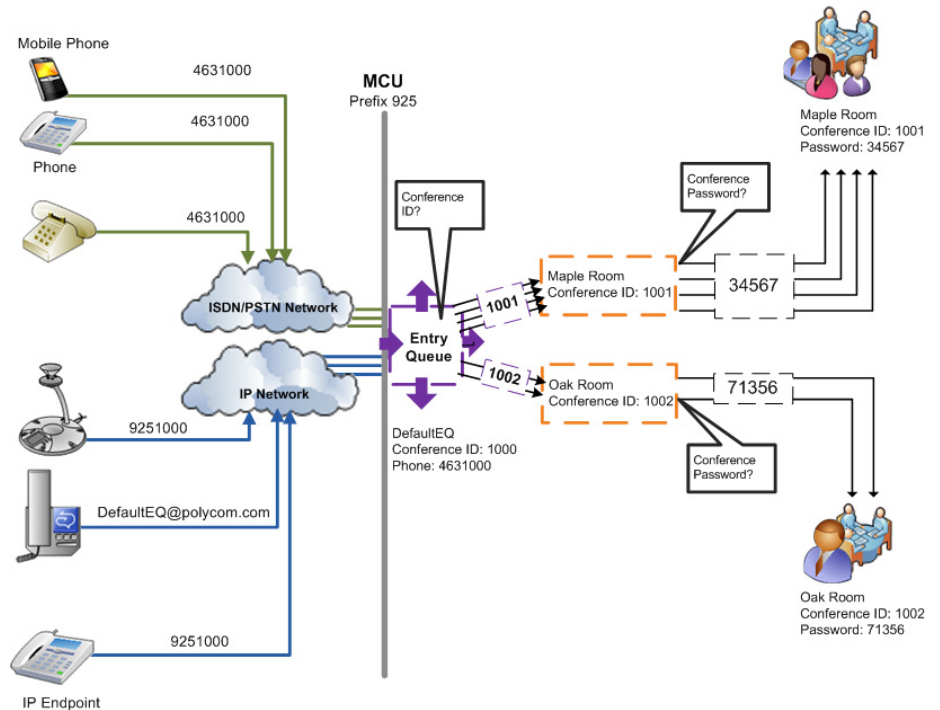 Mobile Phone
4631000
MCU
Prefix 925
4631000
Phone
4631000
ISDN/PSTN Network
IP Network
9251000
DefaultEQ@polycom.com
9251000
IP Endpoint
Conference
ID?
Entry
Queue
DefaultEQ
Conference ID: 1000
Phone: 4631000
1001
1002
Maple Room
Conference ID: 1001
Oak Room
Conference ID: 1002
Conference
Password?
34567
71356
Conference
Password?
Maple Room
Conference ID: 1001
Password: 34567
Oak Room
Conference ID: 1002
Password: 71356